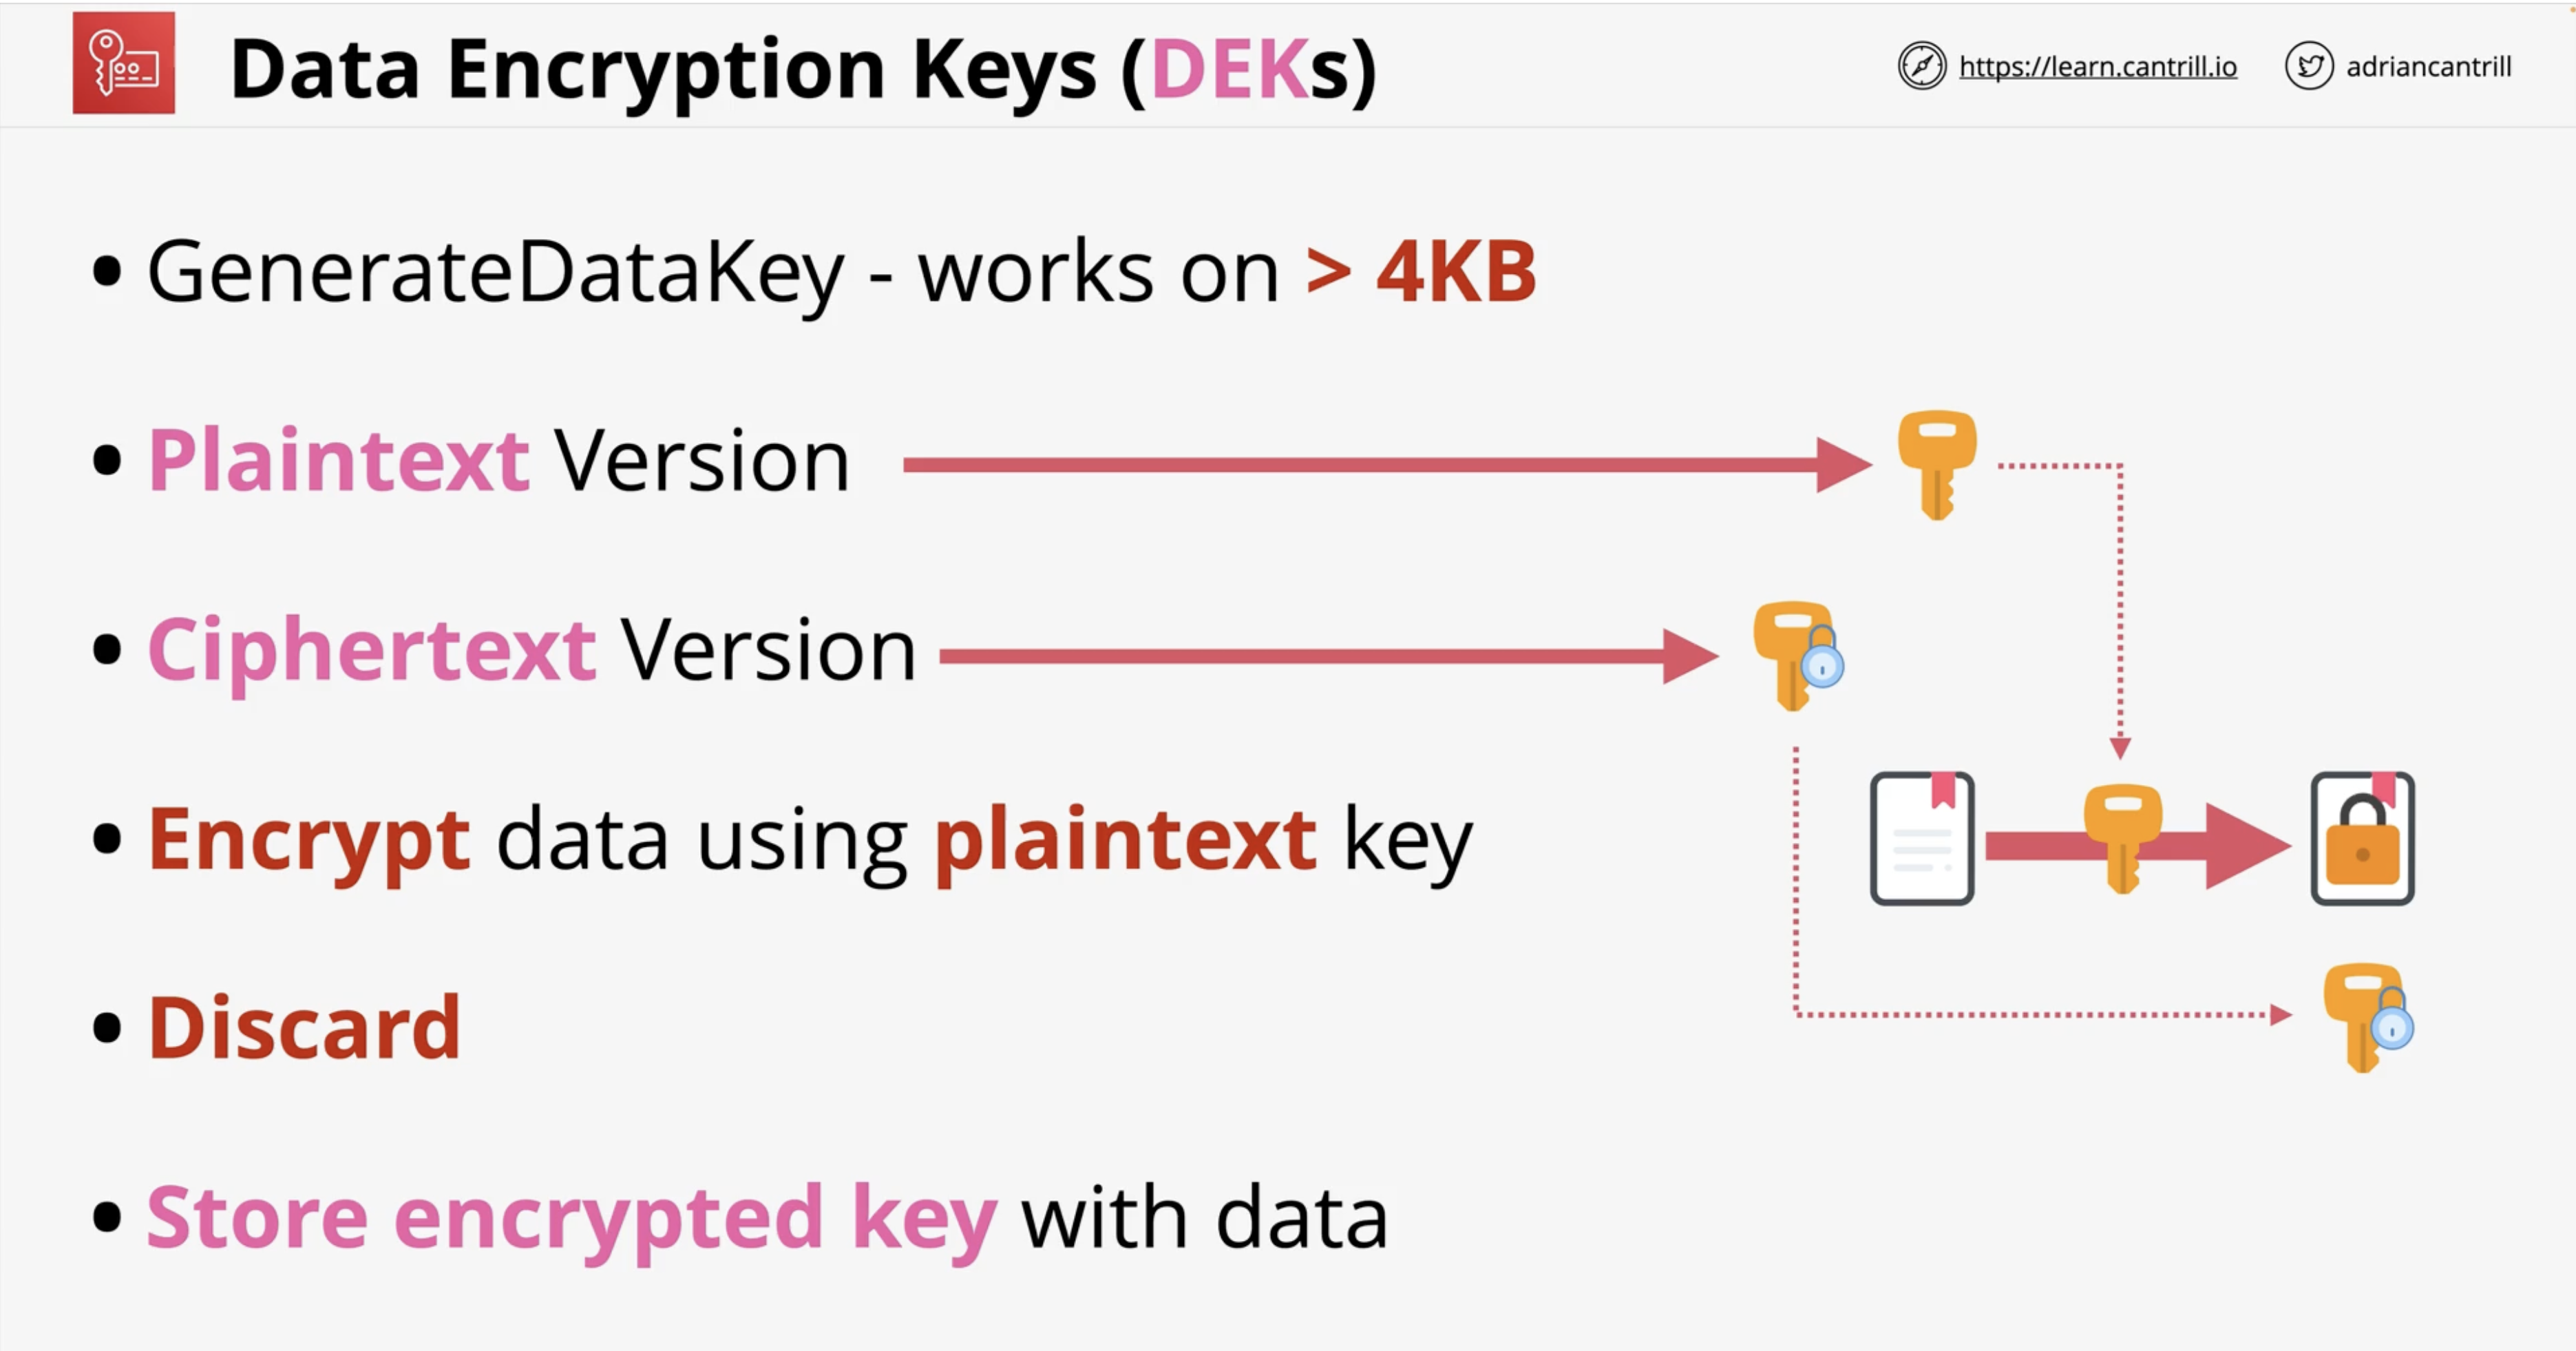 Data Encryption Keys (DEKs)
https://learn.cantrill.io
adriancantrill
• GenerateDataKey - works on > 4KB
• Plaintext Version
• Ciphertext Version
• Encrypt data using plaintext key
• Discard
• Store encrypted key with data